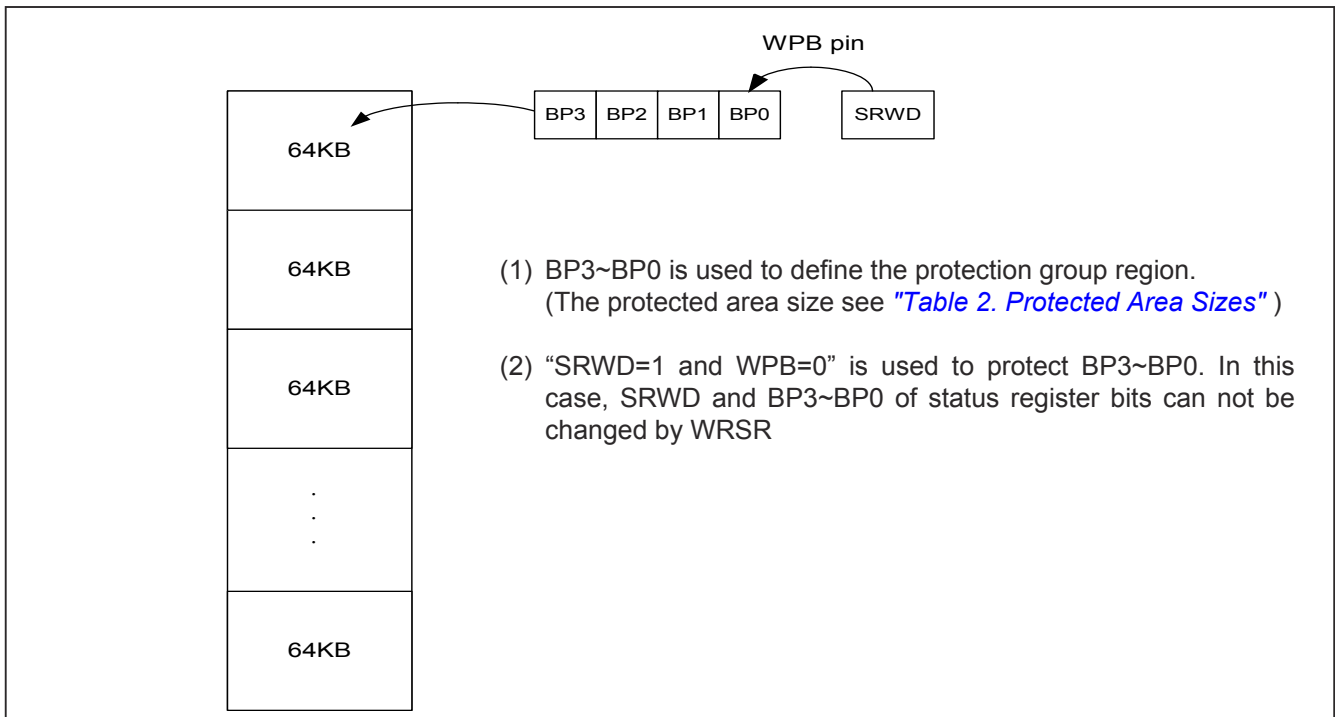 WPB pin
BP3 BP2 BP1 BP0 SRWD
64KB
64KB
(1) BP3~BP0 is used to define the protection group region.
(The protected area size see "Table 2. Protected Area Sizes" )
64KB
(2) “SRWD=1 and WPB=0” is used to protect BP3~BP0. In this
case, SRWD and BP3~BP0 of status register bits can not be
changed by WRSR
.
.
.
64KB